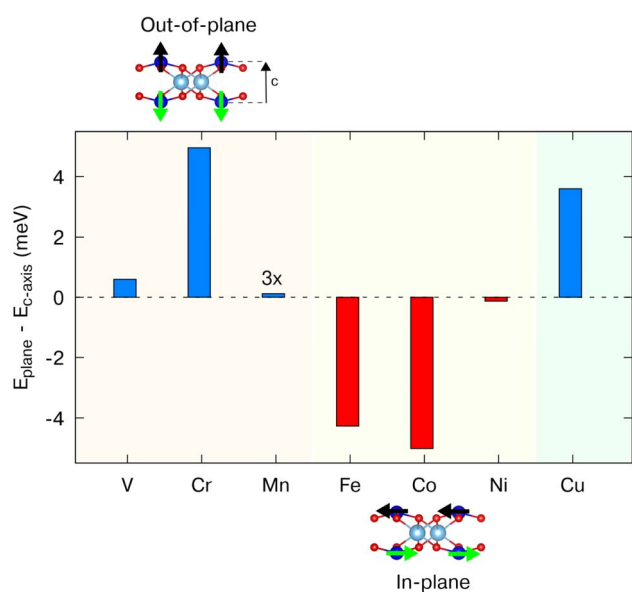 Out-of-plane
c
E_plane - E_c-axis (meV)
4
2
0
-2
-4
3x
V Cr Mn Fe Co Ni Cu
In-plane